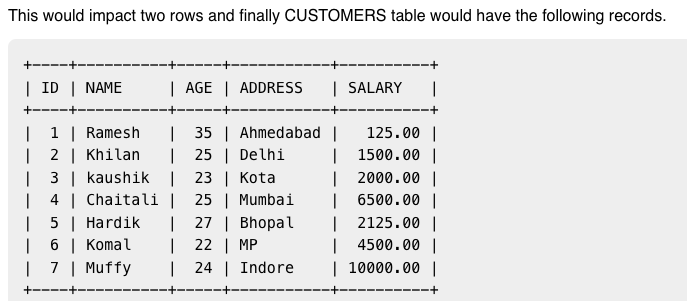 This would impact two rows and finally CUSTOMERS table would have the following records.
+----+----------+-----+-----------+----------+
| ID | NAME     | AGE | ADDRESS   | SALARY   |
+----+----------+-----+-----------+----------+
|  1 | Ramesh   |  35 | Ahmedabad |   125.00 |
|  2 | Khilan   |  25 | Delhi     |  1500.00 |
|  3 | kaushik  |  23 | Kota      |  2000.00 |
|  4 | Chaitali |  25 | Mumbai    |  6500.00 |
|  5 | Hardik   |  27 | Bhopal    |  2125.00 |
|  6 | Komal    |  22 | MP        |  4500.00 |
|  7 | Muffy    |  24 | Indore    | 10000.00 |
+----+----------+-----+-----------+----------+